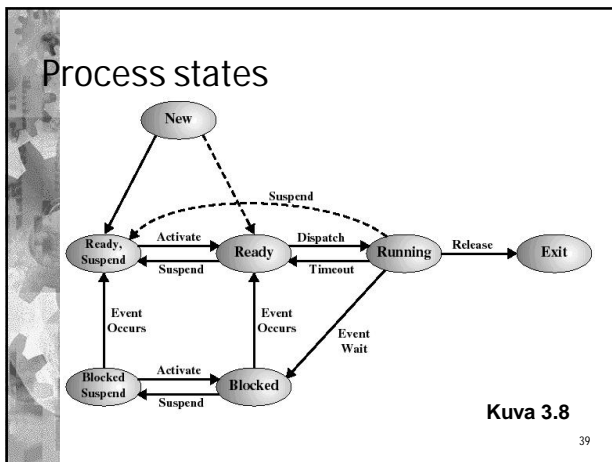 Process states
New
Suspend
Ready,
Suspend
Activate
Suspend
Ready
Dispatch
Timeout
Running
Release
Exit
Event
Occurs
Event
Occurs
Event
Wait
Blocked
Suspend
Activate
Suspend
Blocked
Kuva 3.8
39